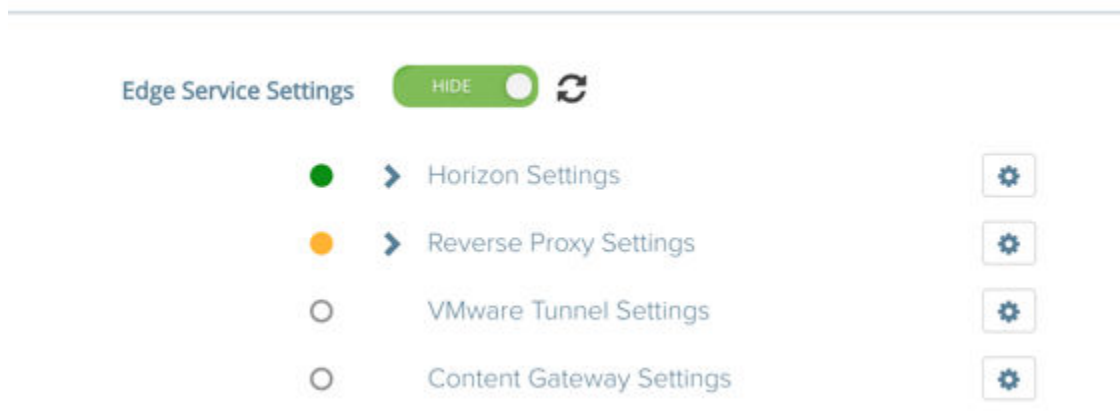 Edge Service Settings HIDE
Horizon Settings
Reverse Proxy Settings
VMware Tunnel Settings
Content Gateway Settings